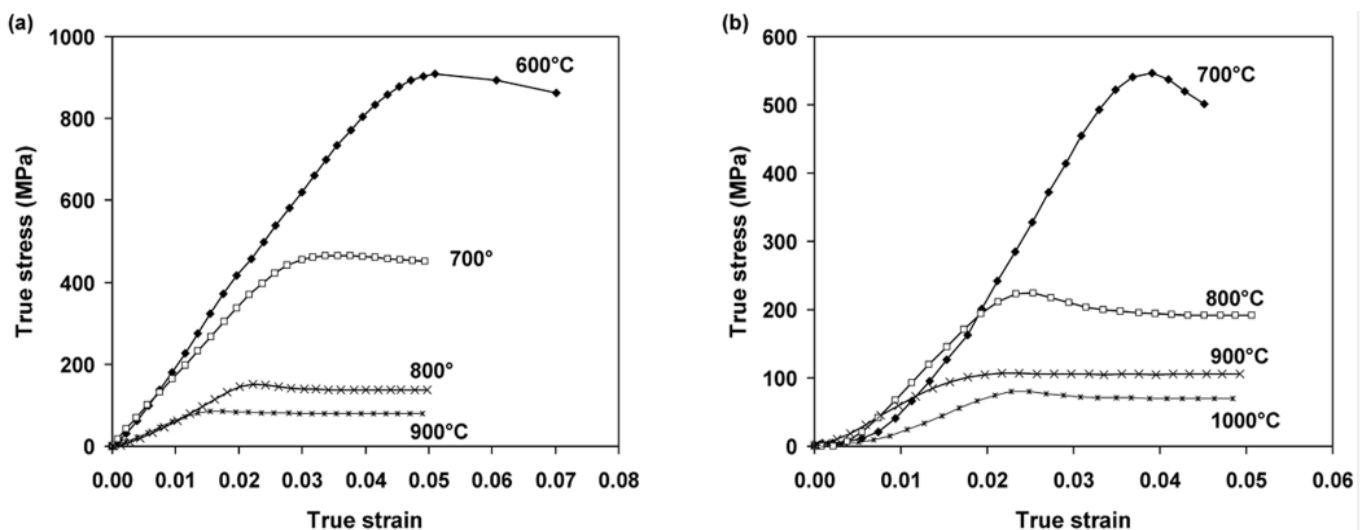 (a)
1000
800
600
400
200
0
True stress (MPa)
600°C
700°
800°
900°C
0.00 0.01 0.02 0.03 0.04 0.05 0.06 0.07 0.08
True strain
(b)
600
500
400
300
200
100
0
True stress (MPa)
700°C
800°C
900°C
1000°C
0.00 0.01 0.02 0.03 0.04 0.05 0.06
True strain